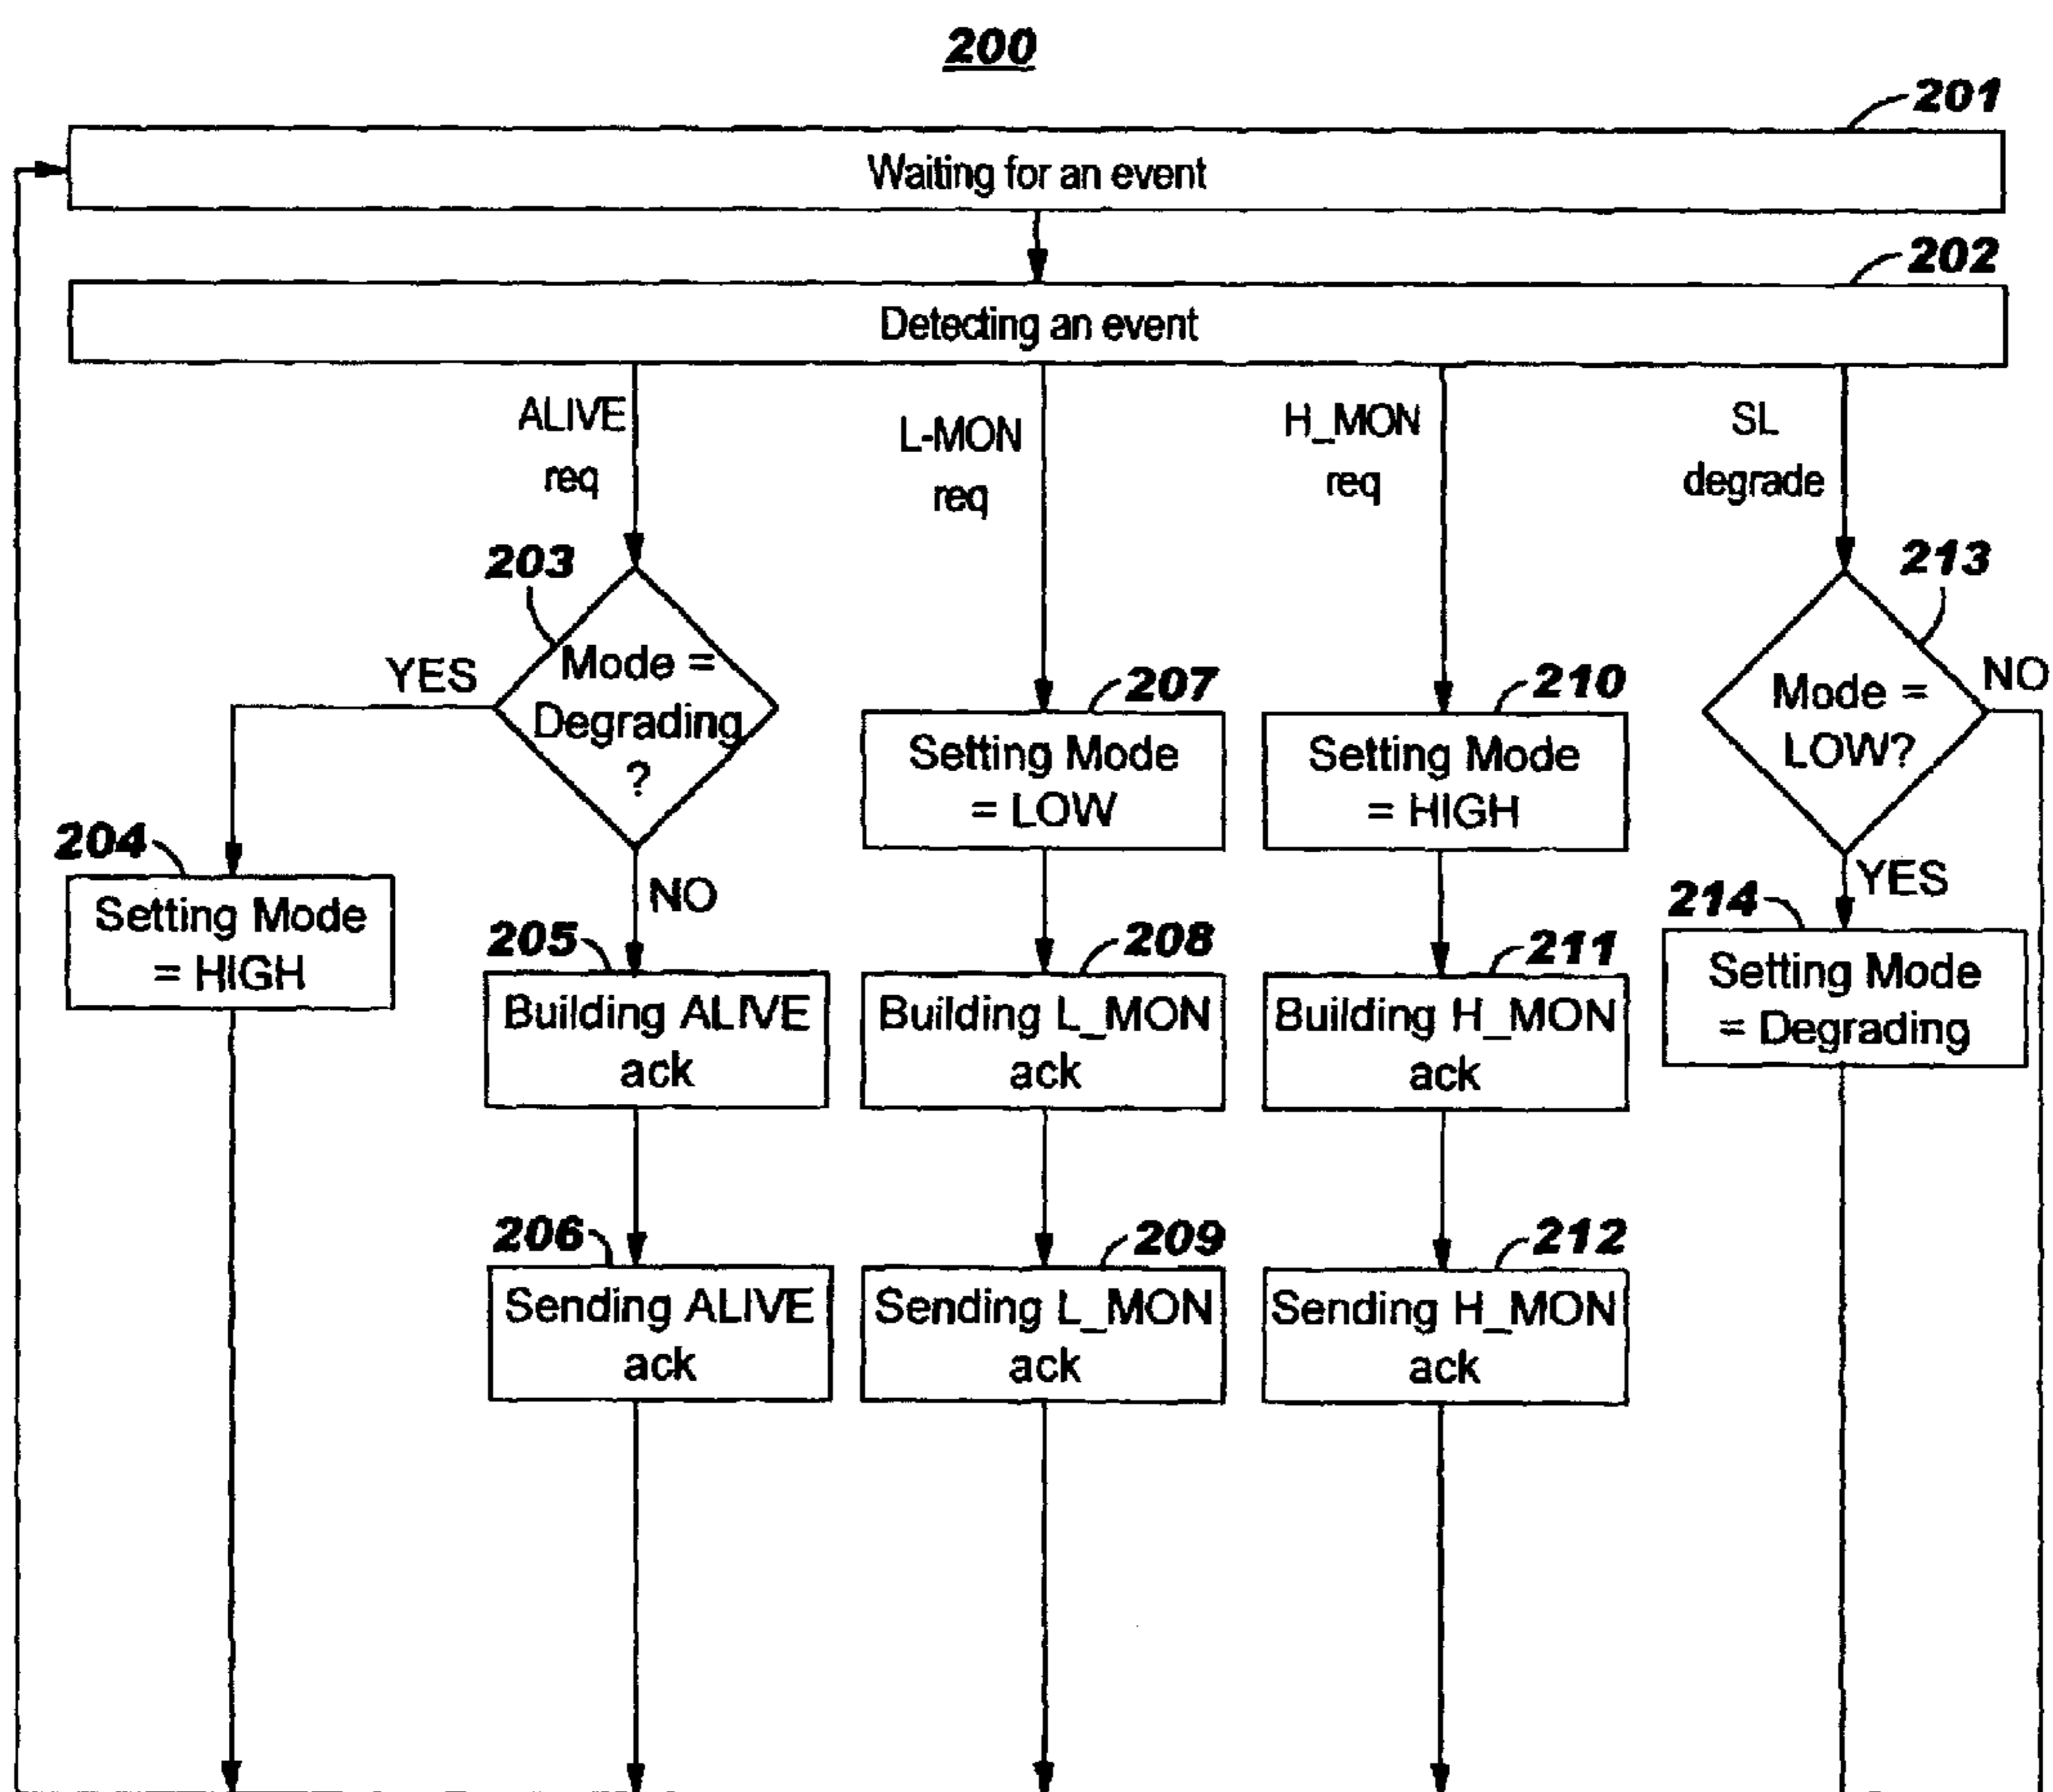 200
201
Waiting for an event
202
Detecting an event
ALIVE
req
L-MON
req
H_MON
req
SL
degrade
203
YES
Mode =
Degrading
?
NO
204
Setting Mode
= HIGH
205
Building ALIVE
ack
206
Sending ALIVE
ack
207
Setting Mode
= LOW
208
Building L_MON
ack
209
Sending L_MON
ack
210
Setting Mode
= HIGH
211
Building H_MON
ack
212
Sending H_MON
ack
213
NO
Mode =
LOW?
YES
214
Setting Mode
= Degrading